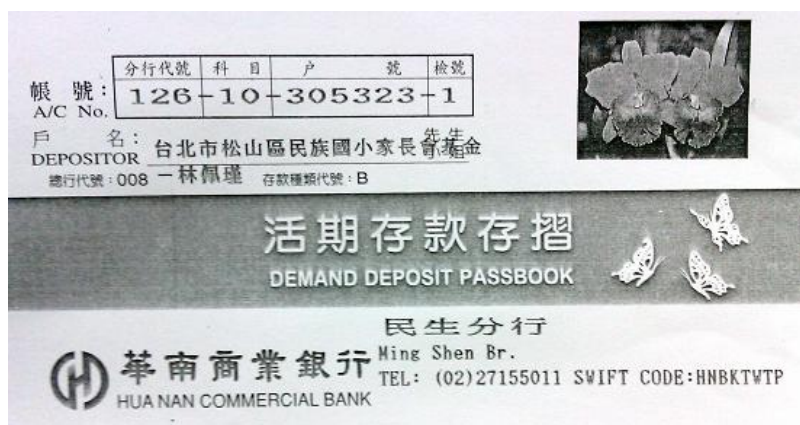 分行代號 科 目 戶 號 檢號
帳 號：126-10-305323-1
A/C No.
戶 名：台北市松山區民族國小家長會基金 先生 小姐
DEPOSITOR
總行代號：008 －林佩瑾 存款種類代號：B
活期存款存摺
DEMAND DEPOSIT PASSBOOK
民生分行
華南商業銀行 Ming Shen Br.
HUA NAN COMMERCIAL BANK TEL: (02)27155011 SWIFT CODE:HNBKTWTP